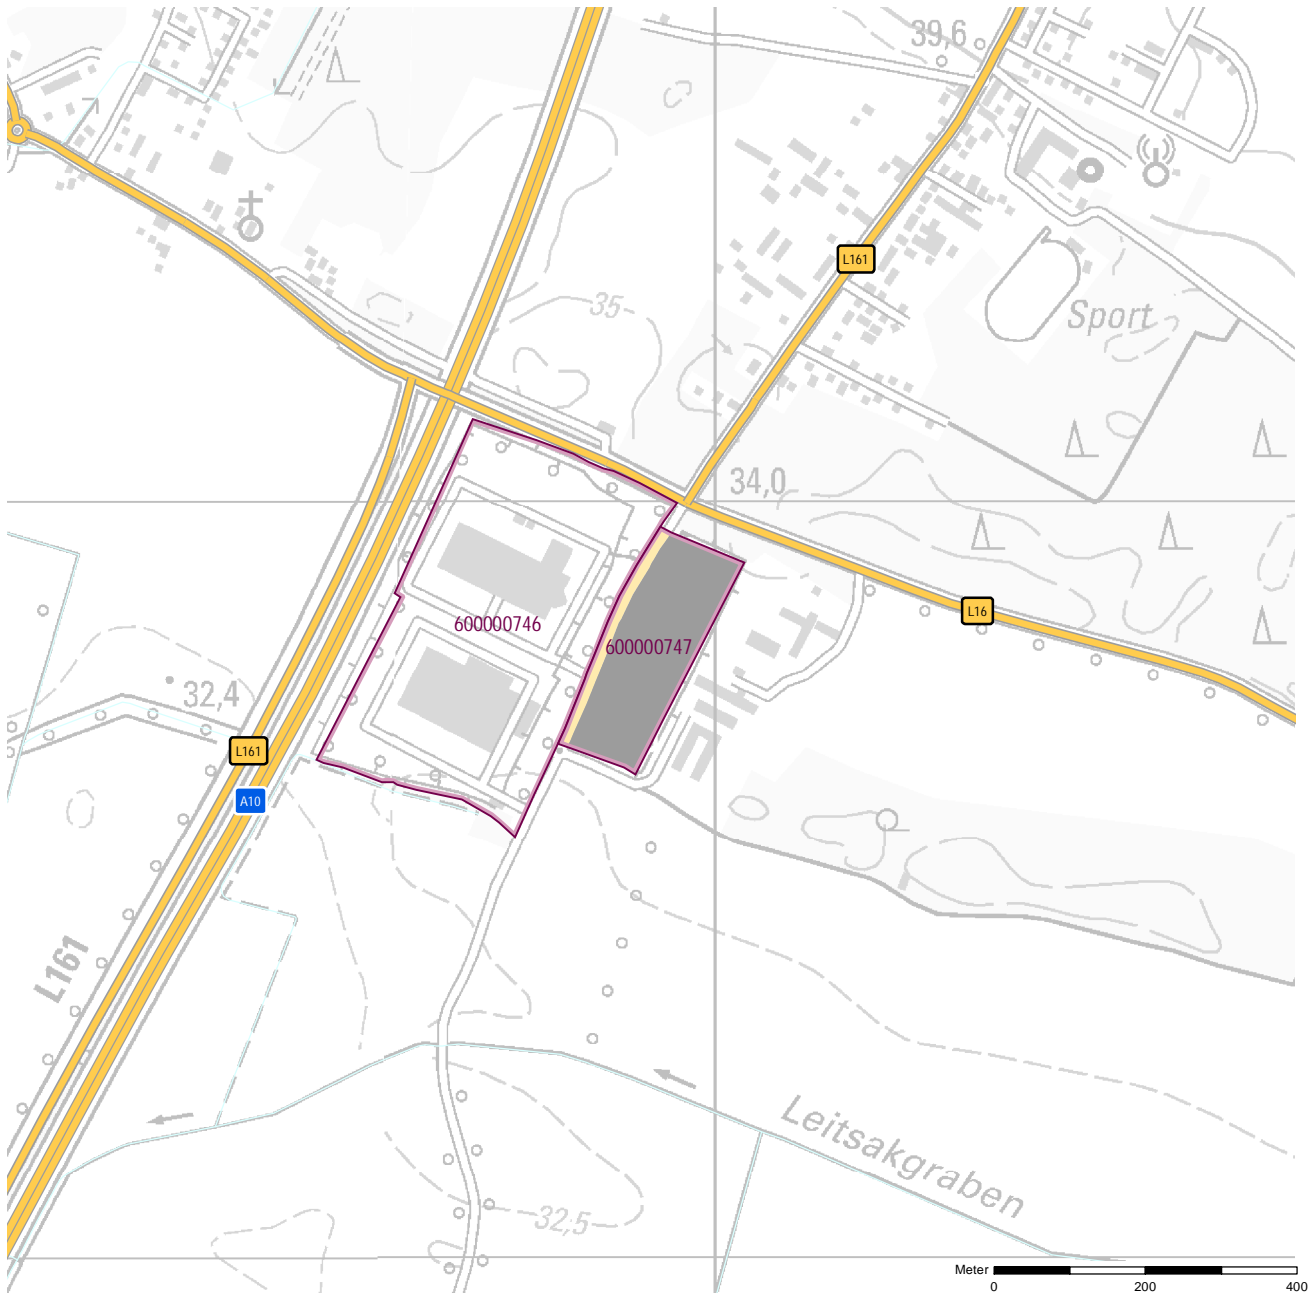 39,6
L161
35
Sport
34,0
L16
600000746
600000747
32,4
L161
A10
L161
Leitsakgraben
32,5
Meter
0 200 400